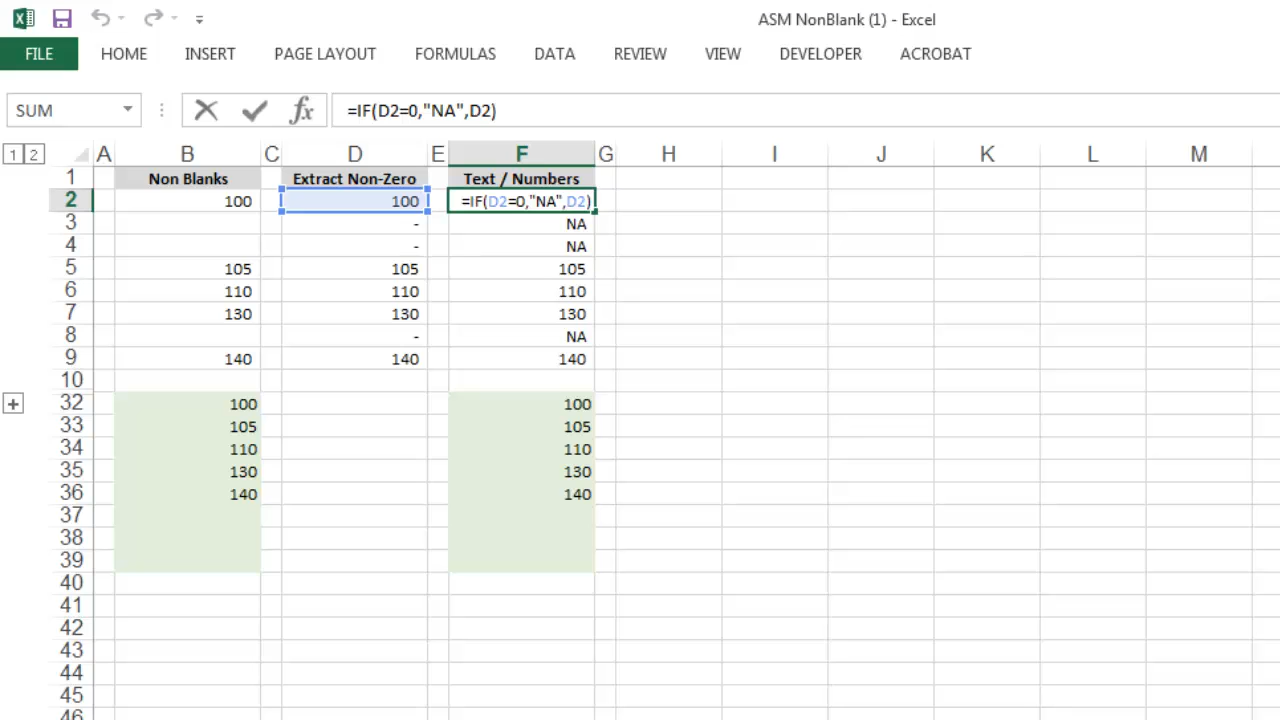 ASM NonBlank (1) - Excel
FILE HOME INSERT PAGE LAYOUT FORMULAS DATA REVIEW VIEW DEVELOPER ACROBAT
SUM fx =IF(D2=0,"NA",D2)
1 2 A B C D E F G H I J K L M
1 Non Blanks Extract Non-Zero Text / Numbers
2 100 100 =IF(D2=0,"NA",D2)
3 - NA
4 - NA
5 105 105 105
6 110 110 110
7 130 130 130
8 - NA
9 140 140 140
10
32 100 100
33 105 105
34 110 110
35 130 130
36 140 140
37
38
39
40
41
42
43
44
45
46